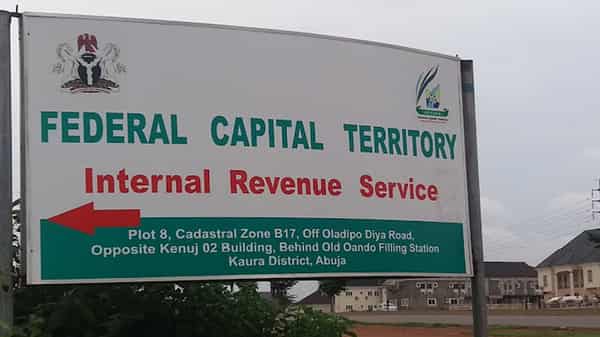 FEDERAL CAPITAL TERRITORY
Internal Revenue Service
Plot 8, Cadastral Zone B17, Off Oladipo Diya Road,
Opposite Kenuj 02 Building, Behind Old Oando Filling Station
Kaura District, Abuja